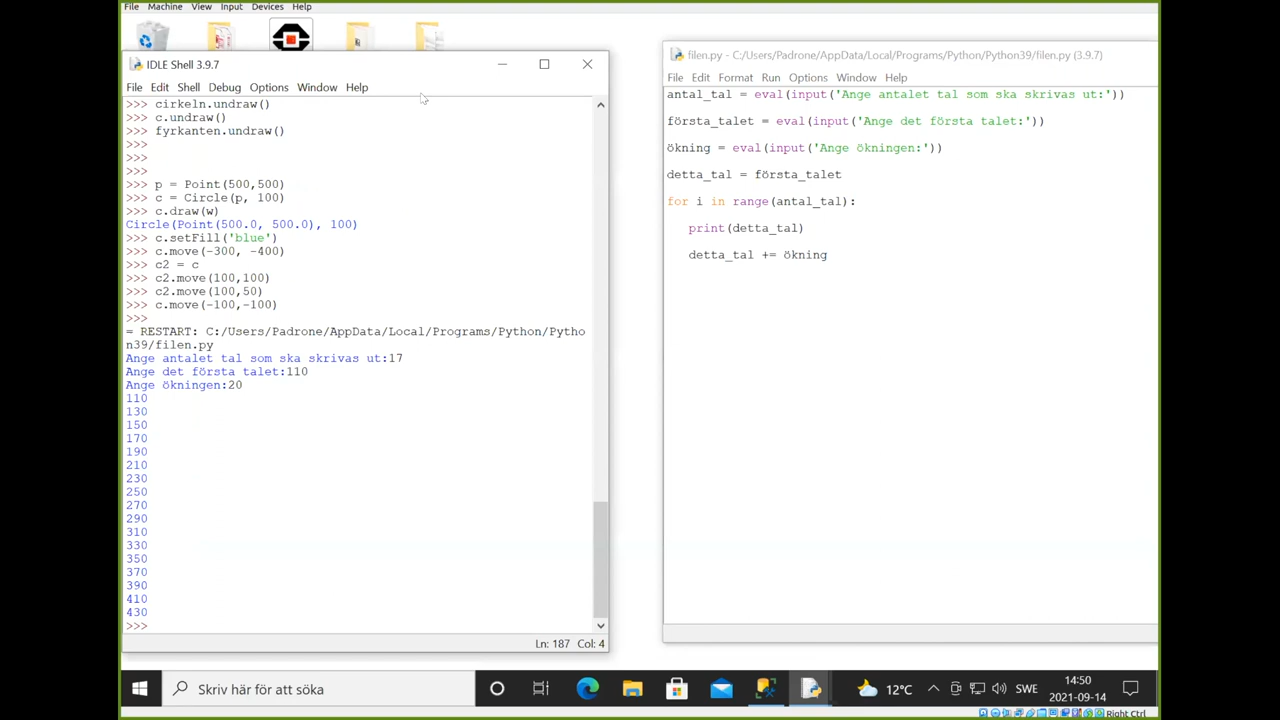 File Machine View Input Devices Help
IDLE Shell 3.9.7
File Edit Shell Debug Options Window Help
>>> cirkeln.undraw()
>>> c.undraw()
>>> fyrkanten.undraw()
>>>
>>>
>>>
>>> p = Point(500,500)
>>> c = Circle(p, 100)
>>> c.draw(w)
Circle(Point(500.0, 500.0), 100)
>>> c.setFill('blue')
>>> c.move(-300, -400)
>>> c2 = c
>>> c2.move(100,100)
>>> c2.move(100,50)
>>> c.move(-100,-100)
>>>
= RESTART: C:/Users/Padrone/AppData/Local/Programs/Python/Pytho
n39/filen.py
Ange antalet tal som ska skrivas ut:17
Ange det första talet:110
Ange ökningen:20
110
130
150
170
190
210
230
250
270
290
310
330
350
370
390
410
430
>>>
Ln: 187 Col: 4
filen.py - C:/Users/Padrone/AppData/Local/Programs/Python/Python39/filen.py (3.9.7)
File Edit Format Run Options Window Help
antal_tal = eval(input('Ange antalet tal som ska skrivas ut:'))
första_talet = eval(input('Ange det första talet:'))
ökning = eval(input('Ange ökningen:'))
detta_tal = första_talet
for i in range(antal_tal):
print(detta_tal)
detta_tal += ökning
Skriv här för att söka
12°C
SWE
14:50
2021-09-14
Right Ctrl